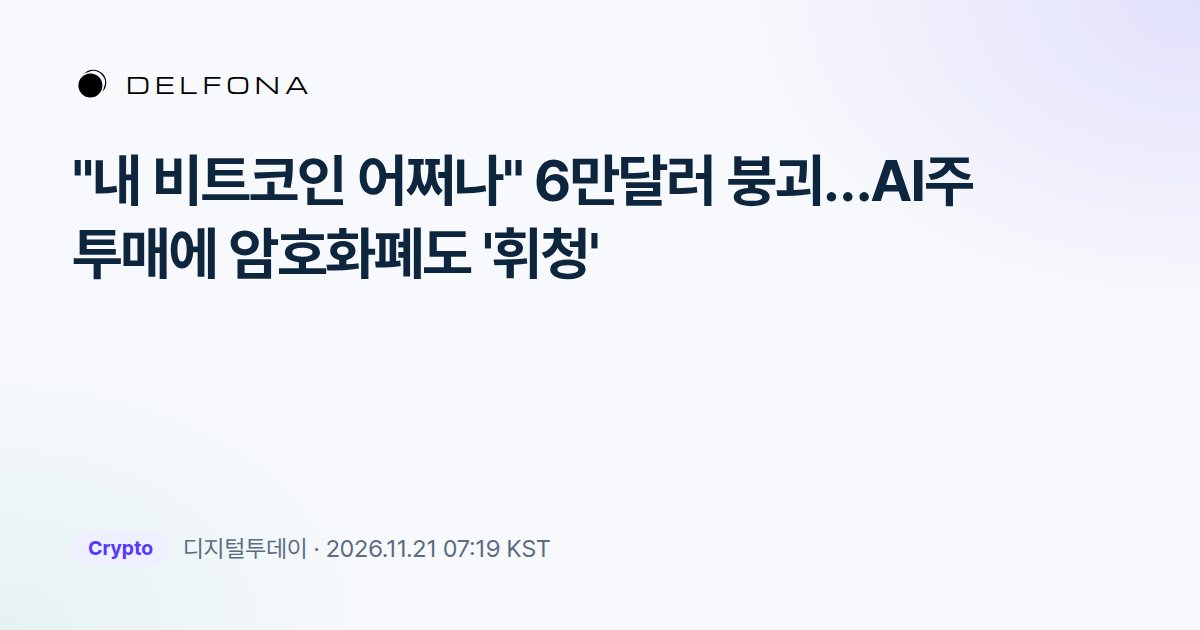 DELFONA
"내 비트코인 어쩌나" 6만달러 붕괴…AI주
투매에 암호화폐도 '휘청'
Crypto 디지털투데이 · 2026.11.21 07:19 KST